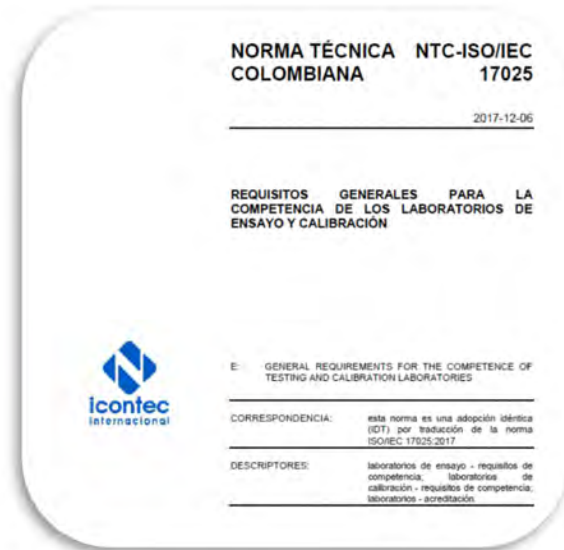 NORMA TÉCNICA NTC-ISO/IEC
COLOMBIANA 17025
2017-12-06
REQUISITOS GENERALES PARA LA
COMPETENCIA DE LOS LABORATORIOS DE
ENSAYO Y CALIBRACIÓN
icontec
internacional
E: GENERAL REQUIREMENTS FOR THE COMPETENCE OF
TESTING AND CALIBRATION LABORATORIES
CORRESPONDENCIA: esta norma es una adopción idéntica
(IDT) por traducción de la norma
ISO/IEC 17025:2017
DESCRIPTORES: laboratorios de ensayo - requisitos de
competencia; laboratorios de
calibración - requisitos de competencia;
laboratorios - acreditación.